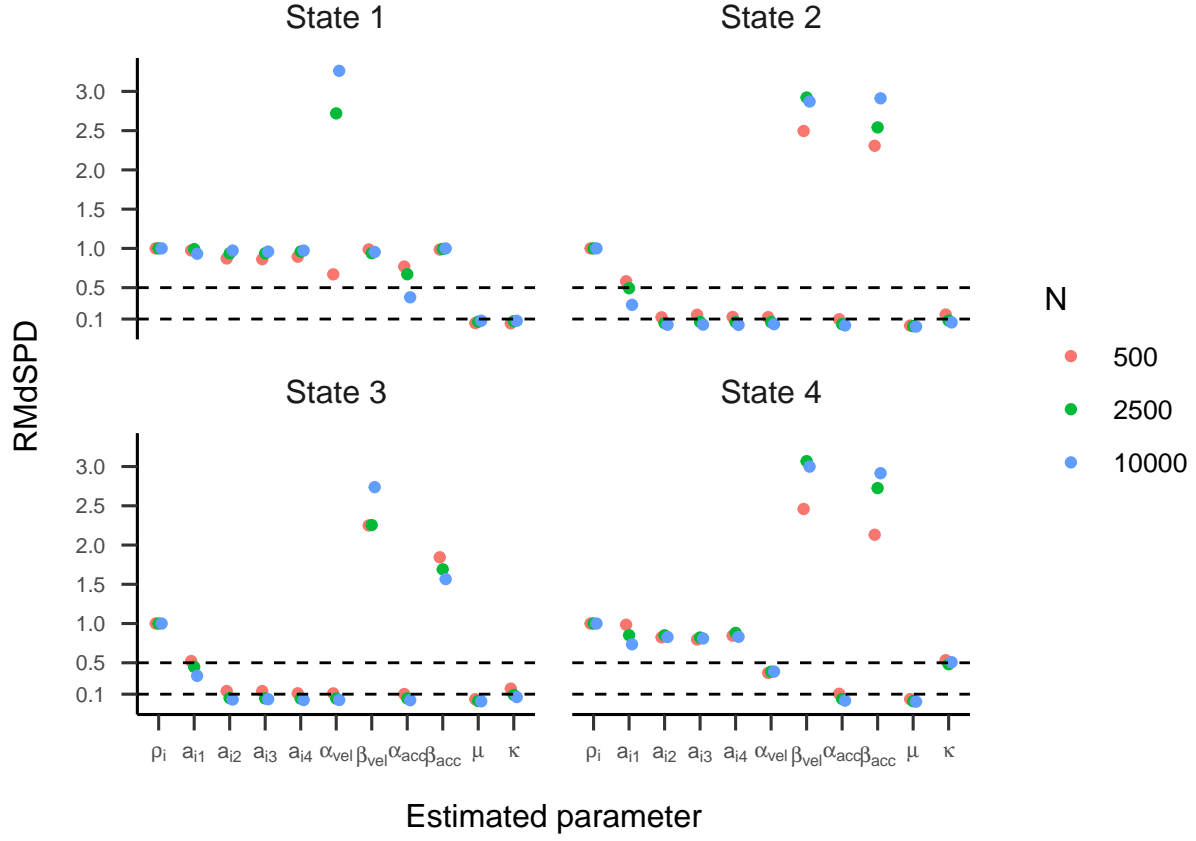 State 1
State 2
3.0
2.5
2.0
1.5
1.0
0.5
0.1
State 3
State 4
3.0
2.5
2.0
1.5
1.0
0.5
0.1
ρi ai1 ai2 ai3 ai4 αvel βvel αacc βacc μ κ
ρi ai1 ai2 ai3 ai4 αvel βvel αacc βacc μ κ
Estimated parameter
RMdSPD
N
500
2500
10000